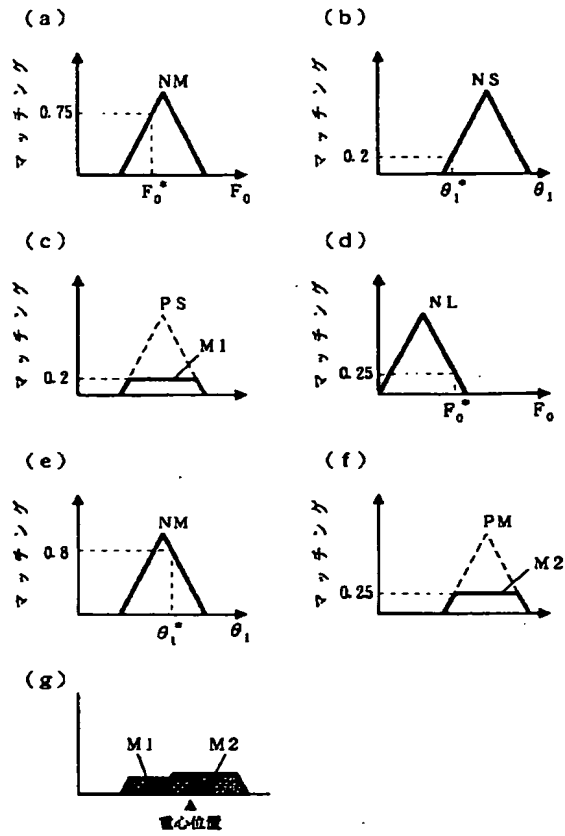 (a)
マッチング
NM
0.75
F₀*
F₀
(b)
マッチング
NS
0.2
θ₁*
θ₁
(c)
マッチング
PS
M1
0.2
(d)
マッチング
NL
0.25
F₀*
F₀
(e)
マッチング
NM
0.8
θ₁*
θ₁
(f)
マッチング
PM
M2
0.25
(g)
M1
M2
重心位置